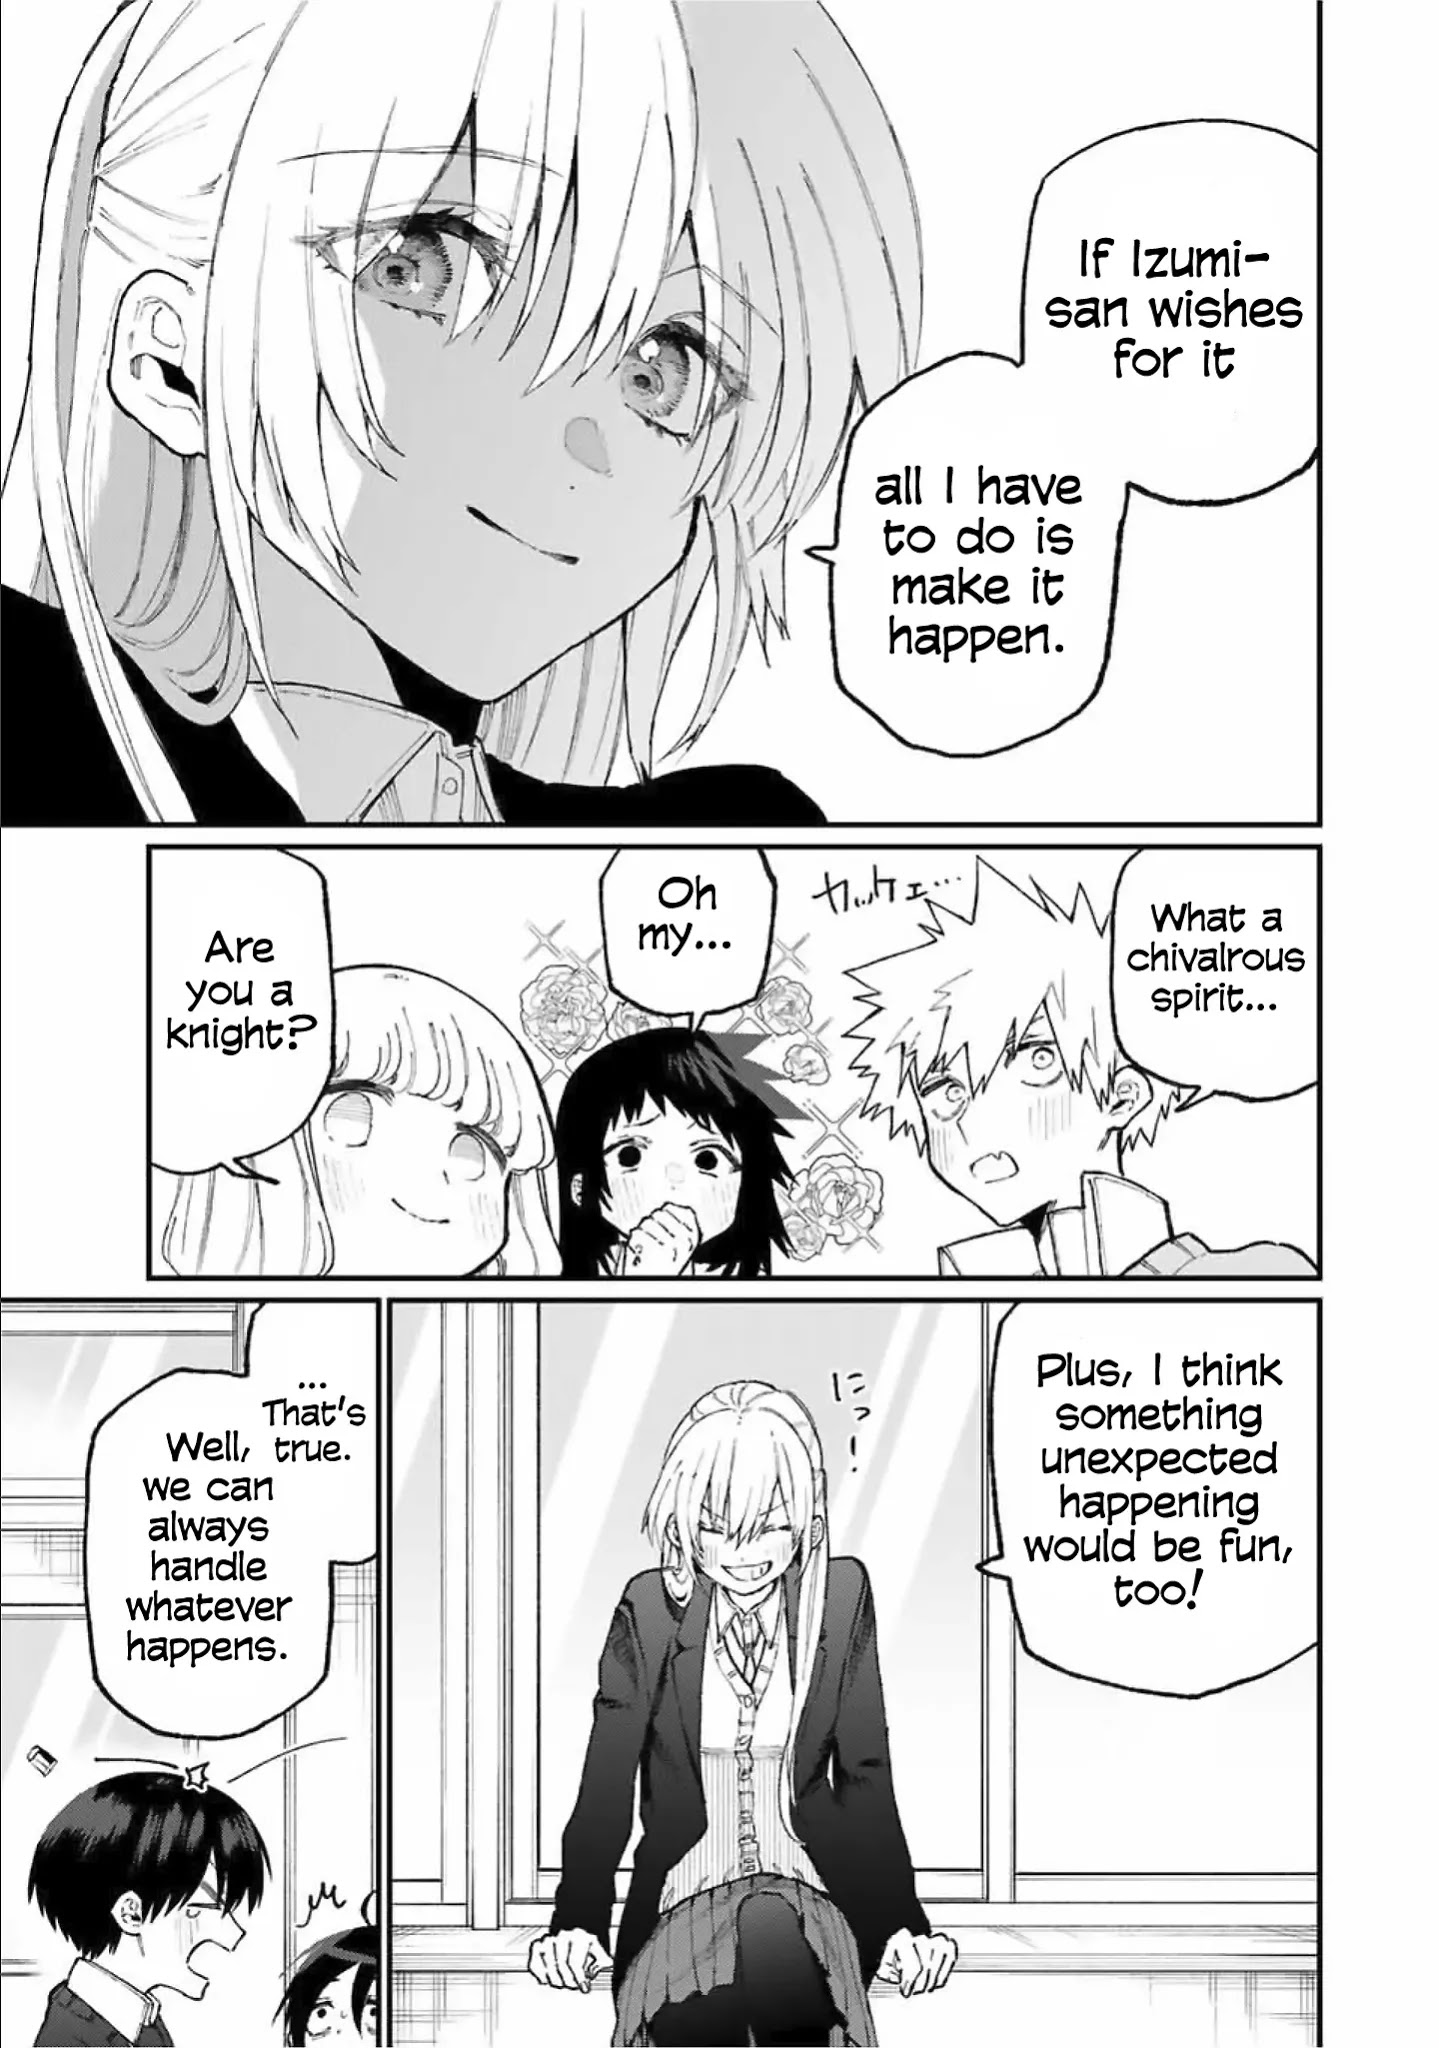 If Izumi-
san wishes
for it
all I have
to do is
make it
happen.
What a
chivalrous
spirit...
カッケェ…
Oh
my...
Are
you a
knight?
Plus, I think
something
unexpected
happening
would be fun,
too!
にっ!
...
That's
true.
Well,
we can
always
handle
whatever
happens.